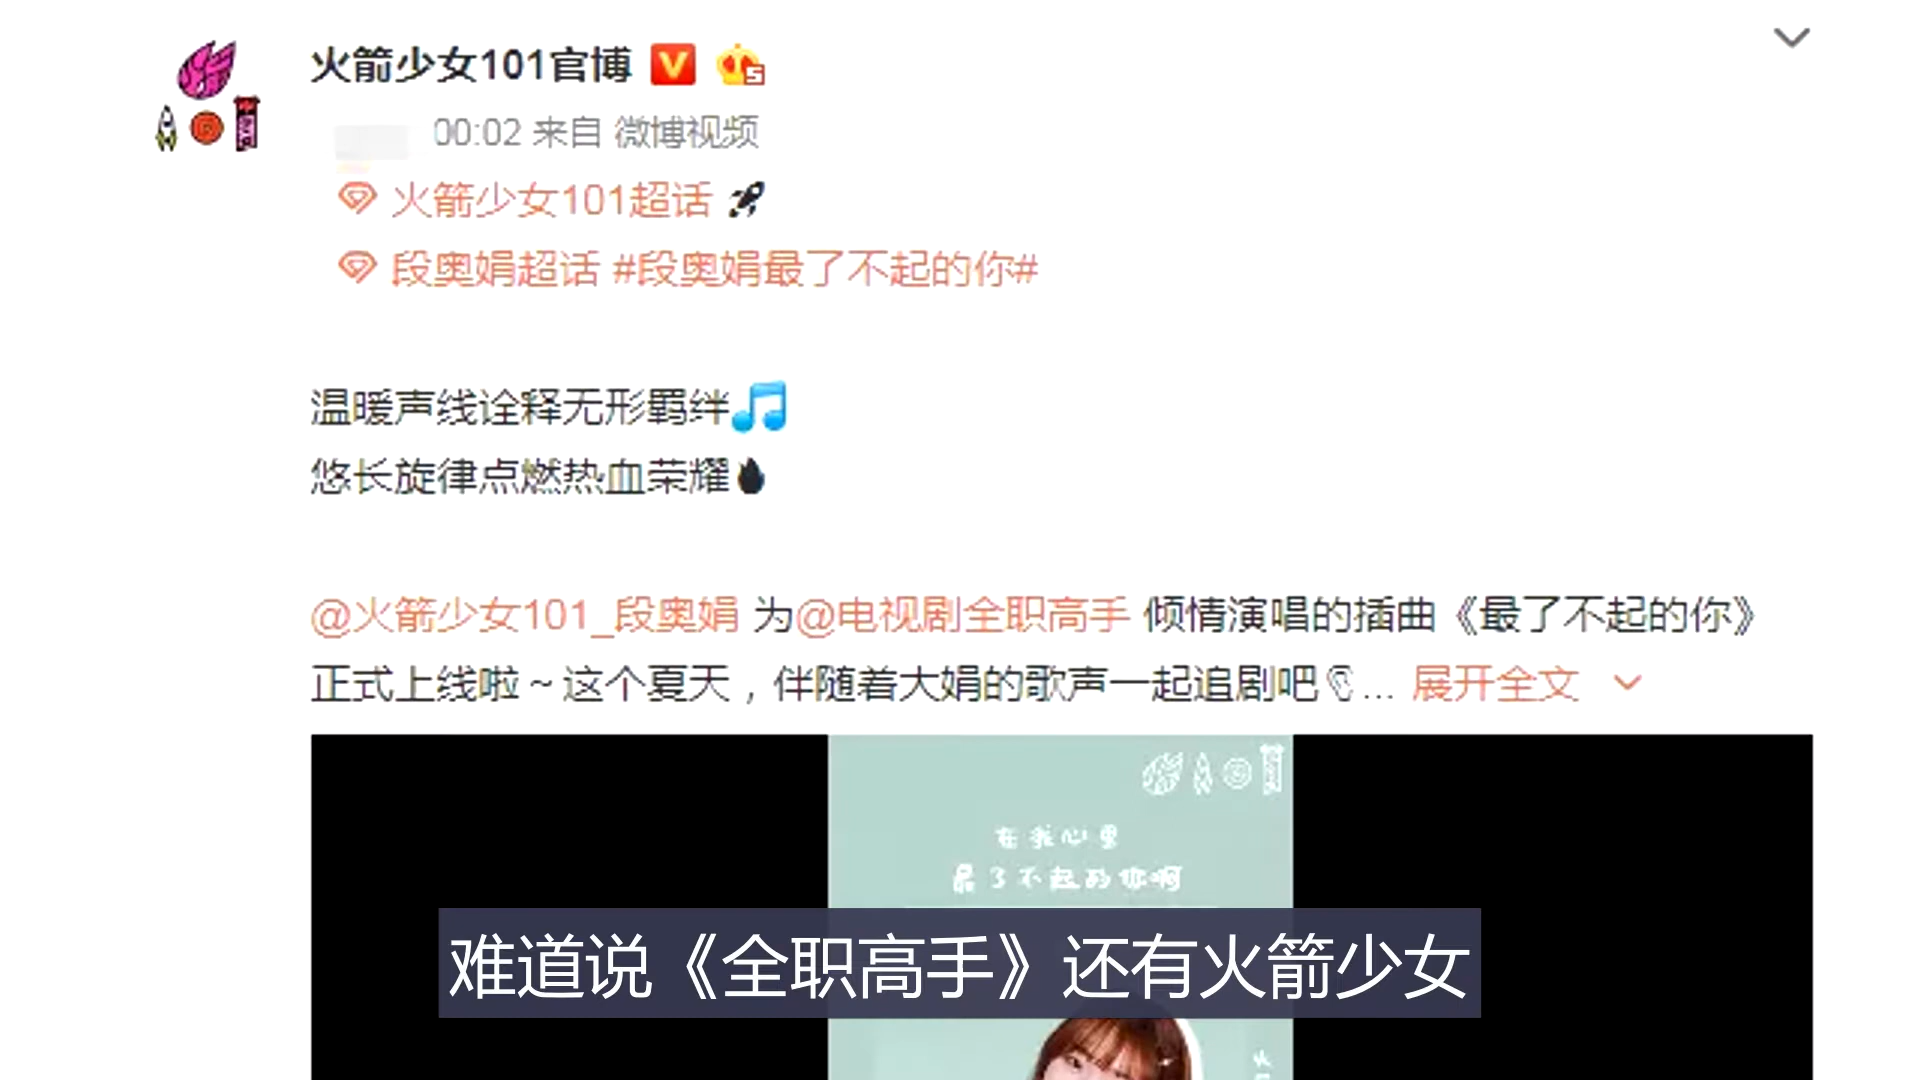 火箭少女101官博
00:02 来自 微博视频
火箭少女101超话
段奥娟超话 #段奥娟最了不起的你#
温暖声线诠释无形羁绊
悠长旋律点燃热血荣耀
@火箭少女101_段奥娟 为@电视剧全职高手 倾情演唱的插曲《最了不起的你》
正式上线啦～这个夏天，伴随着大娟的歌声一起追剧吧... 展开全文
在我心里
最了不起的你啊
难道说《全职高手》还有火箭少女